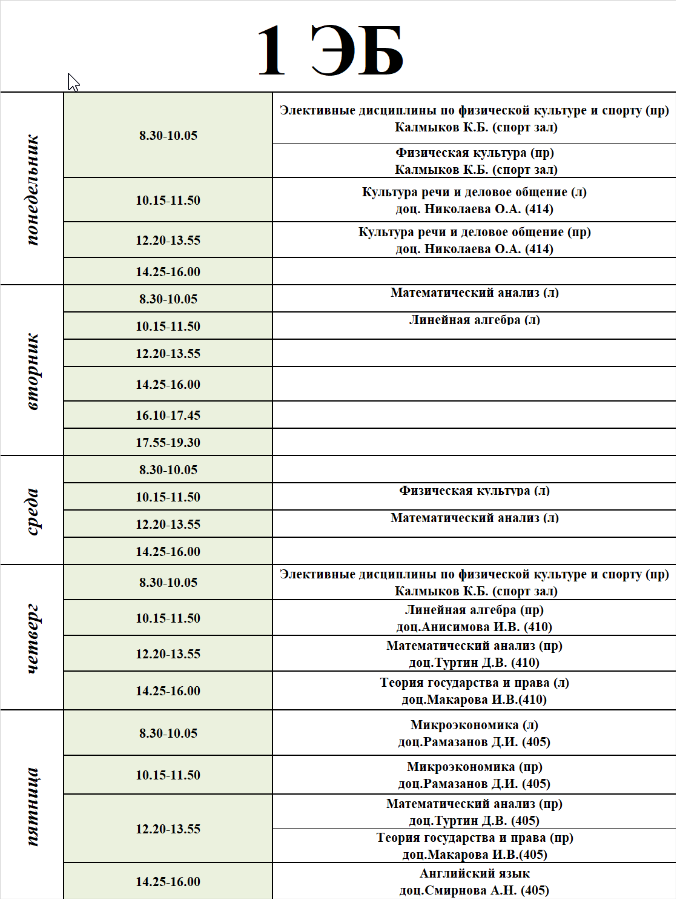 1 ЭБ
понедельник
8.30-10.05
Элективные дисциплины по физической культуре и спорту (пр)
Калмыков К.Б. (спорт зал)
Физическая культура (пр)
Калмыков К.Б. (спорт зал)
10.15-11.50
Культура речи и деловое общение (л)
доц. Николаева О.А. (414)
12.20-13.55
Культура речи и деловое общение (пр)
доц. Николаева О.А. (414)
14.25-16.00
вторник
8.30-10.05
Математический анализ (л)
10.15-11.50
Линейная алгебра (л)
12.20-13.55
14.25-16.00
16.10-17.45
17.55-19.30
среда
8.30-10.05
10.15-11.50
Физическая культура (л)
12.20-13.55
Математический анализ (л)
14.25-16.00
четверг
8.30-10.05
Элективные дисциплины по физической культуре и спорту (пр)
Калмыков К.Б. (спорт зал)
10.15-11.50
Линейная алгебра (пр)
доц.Анисимова И.В. (410)
12.20-13.55
Математический анализ (пр)
доц.Туртин Д.В. (410)
14.25-16.00
Теория государства и права (л)
доц.Макарова И.В.(410)
пятница
8.30-10.05
Микроэкономика (л)
доц.Рамазанов Д.И. (405)
10.15-11.50
Микроэкономика (пр)
доц.Рамазанов Д.И. (405)
12.20-13.55
Математический анализ (пр)
доц.Туртин Д.В. (405)
Теория государства и права (пр)
доц.Макарова И.В.(405)
14.25-16.00
Английский язык
доц.Смирнова А.Н. (405)